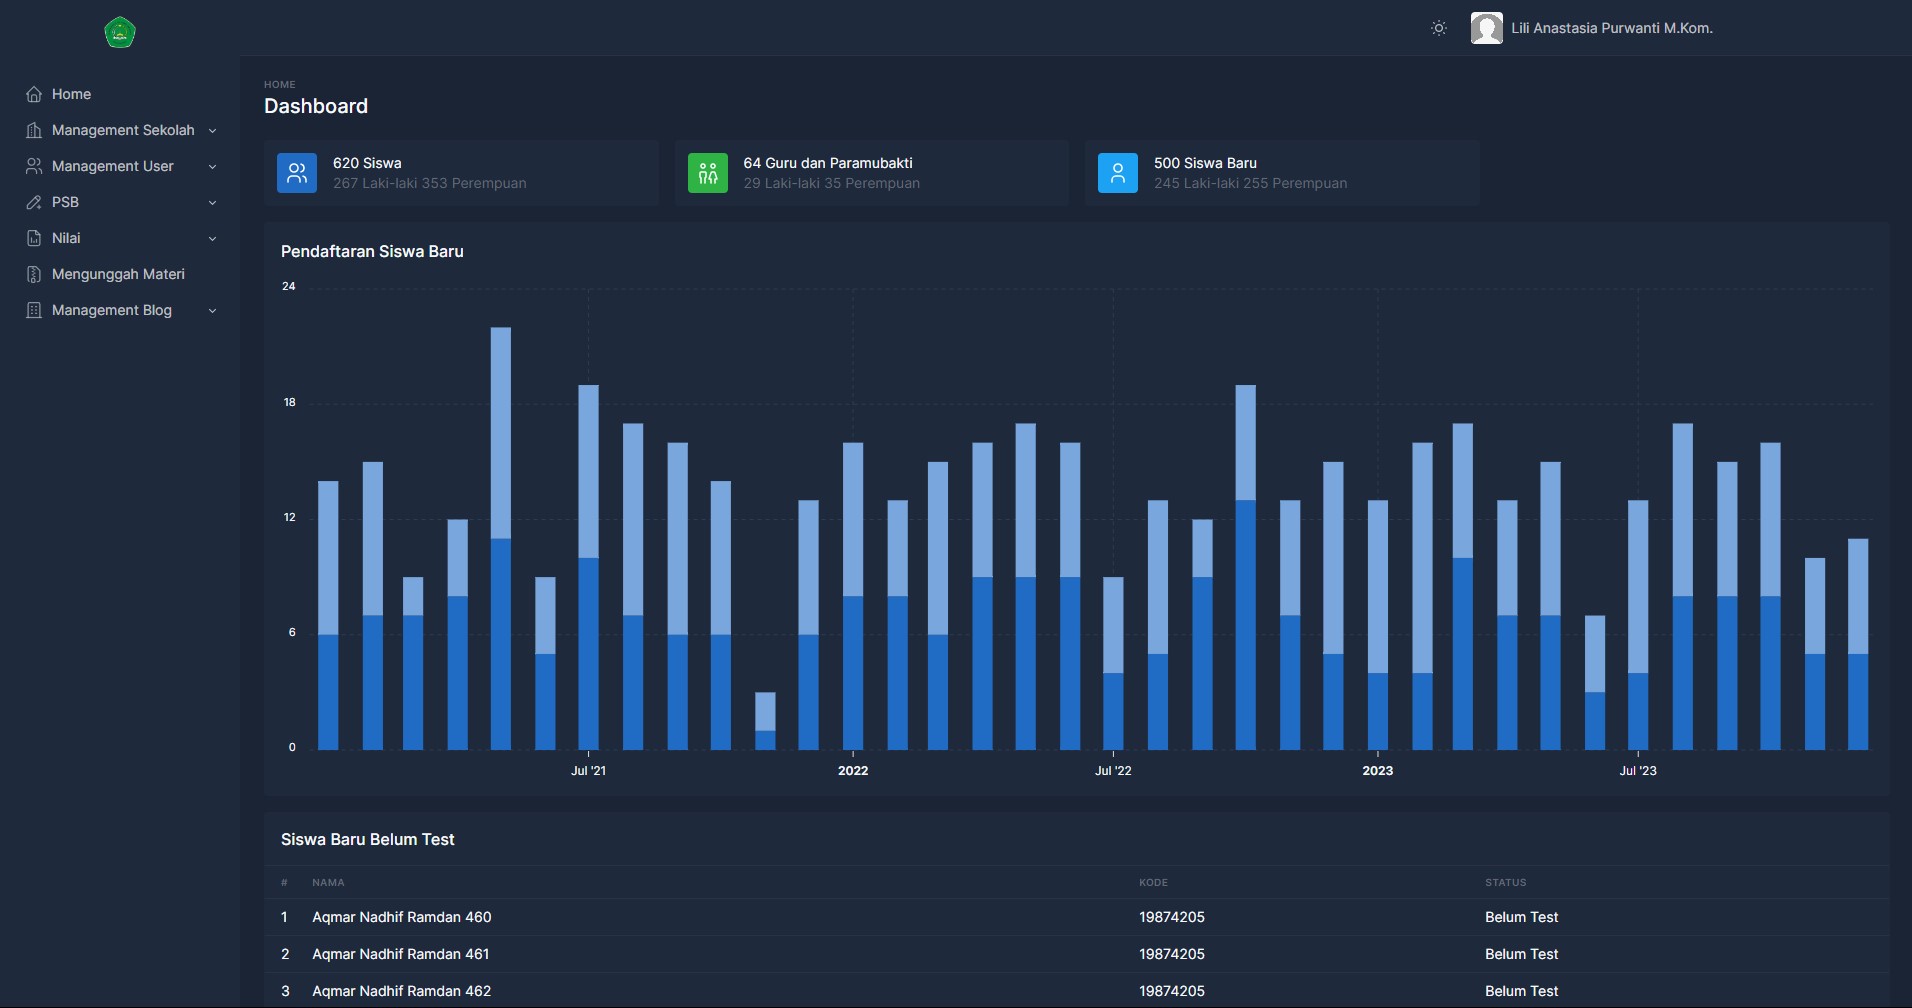 Lili Anastasia Purwanti M.Kom.
Home
Management Sekolah
Management User
PSB
Nilai
Mengunggah Materi
Management Blog
HOME
Dashboard
620 Siswa
267 Laki-laki 353 Perempuan
64 Guru dan Paramubakti
29 Laki-laki 35 Perempuan
500 Siswa Baru
245 Laki-laki 255 Perempuan
Pendaftaran Siswa Baru
24
18
12
6
0
Jul '21 2022 Jul '22 2023 Jul '23
Siswa Baru Belum Test
# NAMA KODE STATUS
1 Aqmar Nadhif Ramdan 460 19874205 Belum Test
2 Aqmar Nadhif Ramdan 461 19874205 Belum Test
3 Aqmar Nadhif Ramdan 462 19874205 Belum Test